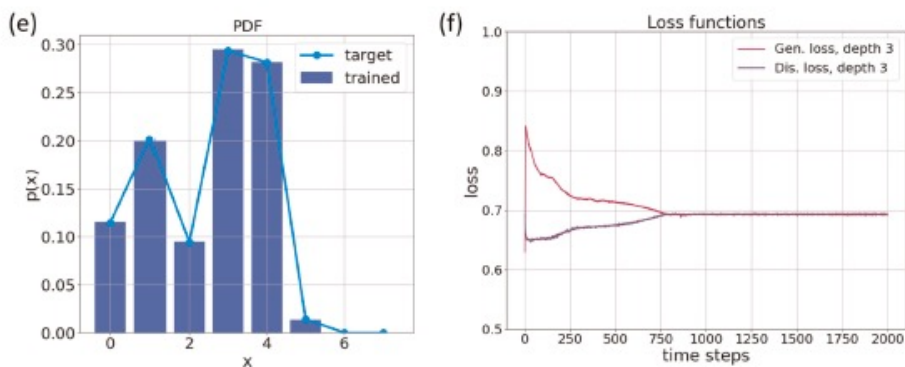 (e)
PDF
target
trained
0.30
0.25
0.20
0.15
0.10
0.05
0.00
p(x)
0 2 4 6
x
(f)
Loss functions
Gen. loss, depth 3
Dis. loss, depth 3
1.0
0.9
0.8
0.7
0.6
0.5
loss
0 250 500 750 1000 1250 1500 1750 2000
time steps